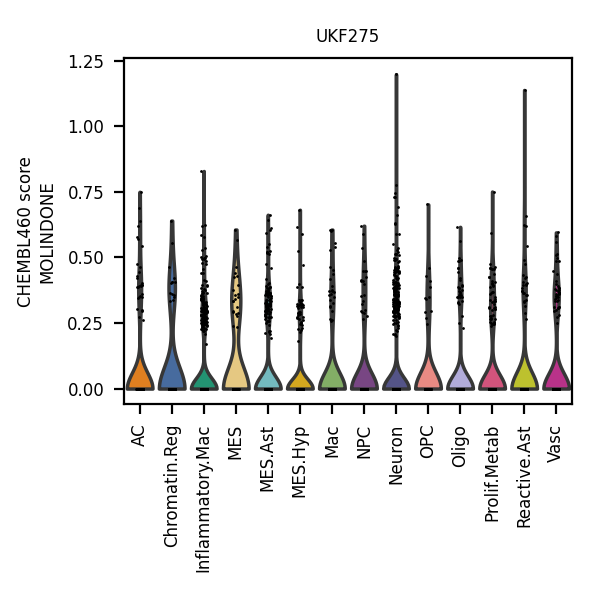 UKF275
CHEMBL460 score
MOLINDONE
1.25
1.00
0.75
0.50
0.25
0.00
AC
Chromatin.Reg
Inflammatory.Mac
MES
MES.Ast
MES.Hyp
Mac
NPC
Neuron
OPC
Oligo
Prolif.Metab
Reactive.Ast
Vasc